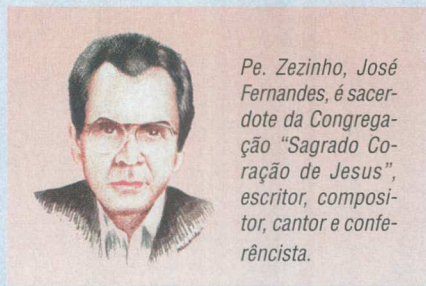 Pe. Zezinho, José
Fernandes, é sacer-
dote da Congrega-
ção "Sagrado Co-
ração de Jesus",
escritor, composi-
tor, cantor e confe-
rêncista.